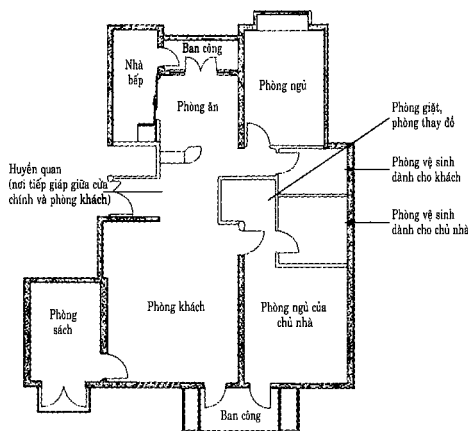 Ban công
Nhà
bếp
Phòng ngủ
Phòng ăn
Phòng giặt,
phòng thay đồ
Huyền quan
(nơi tiếp giáp giữa cửa
chính và phòng khách)
Phòng vệ sinh
dành cho khách
Phòng vệ sinh
dành cho chủ nhà
Phòng
sách
Phòng khách
Phòng ngủ của
chủ nhà
Ban công